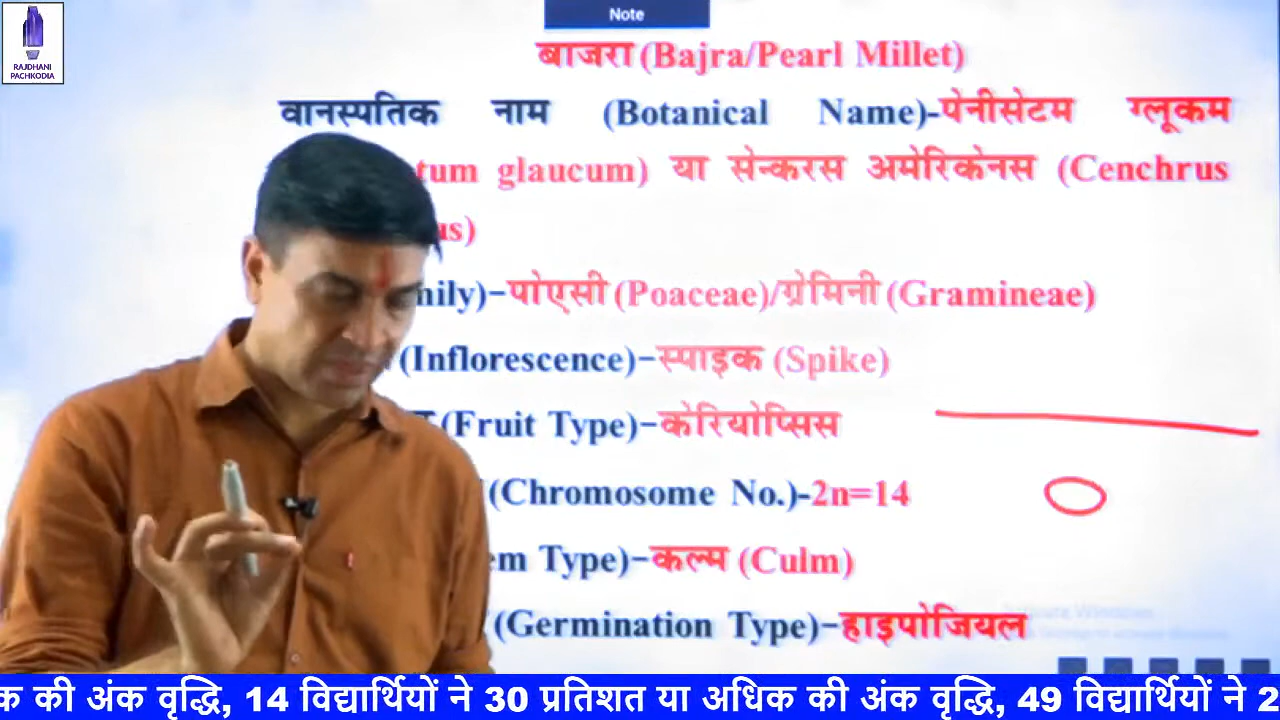 RAJDHANI
PACHKODIA
Note
बाजरा (Bajra/Pearl Millet)
वानस्पतिक नाम (Botanical Name)-पेनीसेटम ग्लूकम
tum glaucum) या सेन्करस अमेरिकेनस (Cenchrus
us)
nily)-पोएसी (Poaceae)/ग्रेमिनी (Gramineae)
(Inflorescence)-स्पाइक (Spike)
(Fruit Type)-केरियोप्सिस
(Chromosome No.)-2n=14
em Type)-कल्म (Culm)
(Germination Type)-हाइपोजियल
क की अंक वृद्धि, 14 विद्यार्थियों ने 30 प्रतिशत या अधिक की अंक वृद्धि, 49 विद्यार्थियों ने 2